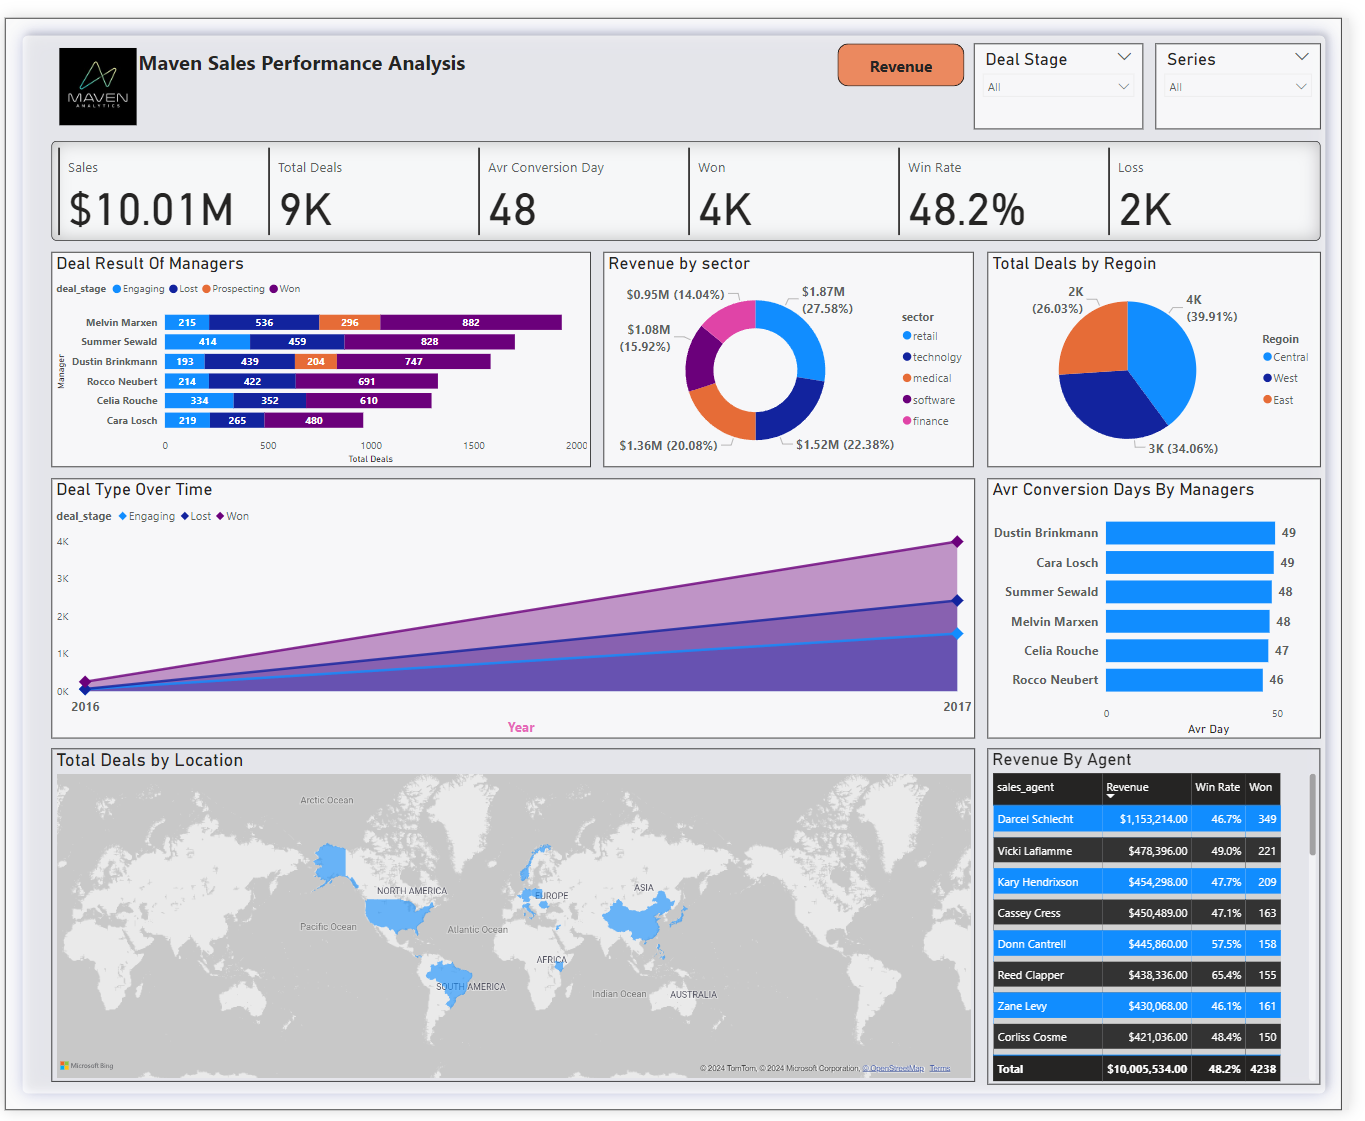 MAVEN
ANALYTICS
Maven Sales Performance Analysis
Revenue
Deal Stage
All
Series
All
Sales
$10.01M
Total Deals
9K
Avr Conversion Day
48
Won
4K
Win Rate
48.2%
Loss
2K
Deal Result Of Managers
deal_stage Engaging Lost Prospecting Won
Manager
Melvin Marxen 215 536 296 882
Summer Sewald 414 459 828
Dustin Brinkmann 193 439 204 747
Rocco Neubert 214 422 691
Celia Rouche 334 352 610
Cara Losch 219 265 480
0 500 1000 1500 2000
Total Deals
Revenue by sector
$0.95M (14.04%)
$1.87M
(27.58%)
$1.08M
(15.92%)
$1.36M (20.08%)
$1.52M (22.38%)
sector
retail
technolgy
medical
software
finance
Total Deals by Regoin
2K
(26.03%)
4K
(39.91%)
3K (34.06%)
Regoin
Central
West
East
Deal Type Over Time
deal_stage Engaging Lost Won
4K
3K
2K
1K
0K
2016 2017
Year
Avr Conversion Days By Managers
Dustin Brinkmann 49
Cara Losch 49
Summer Sewald 48
Melvin Marxen 48
Celia Rouche 47
Rocco Neubert 46
0 50
Avr Day
Total Deals by Location
Arctic Ocean
NORTH AMERICA
EUROPE
ASIA
Pacific Ocean
Atlantic Ocean
AFRICA
SOUTH AMERICA
Indian Ocean
AUSTRALIA
Microsoft Bing
© 2024 TomTom, © 2024 Microsoft Corporation, © OpenStreetMap Terms
Revenue By Agent
sales_agent Revenue Win Rate Won
Darcel Schlecht $1,153,214.00 46.7% 349
Vicki Laflamme $478,396.00 49.0% 221
Kary Hendrixson $454,298.00 47.7% 209
Cassey Cress $450,489.00 47.1% 163
Donn Cantrell $445,860.00 57.5% 158
Reed Clapper $438,336.00 65.4% 155
Zane Levy $430,068.00 46.1% 161
Corliss Cosme $421,036.00 48.4% 150
Total $10,005,534.00 48.2% 4238